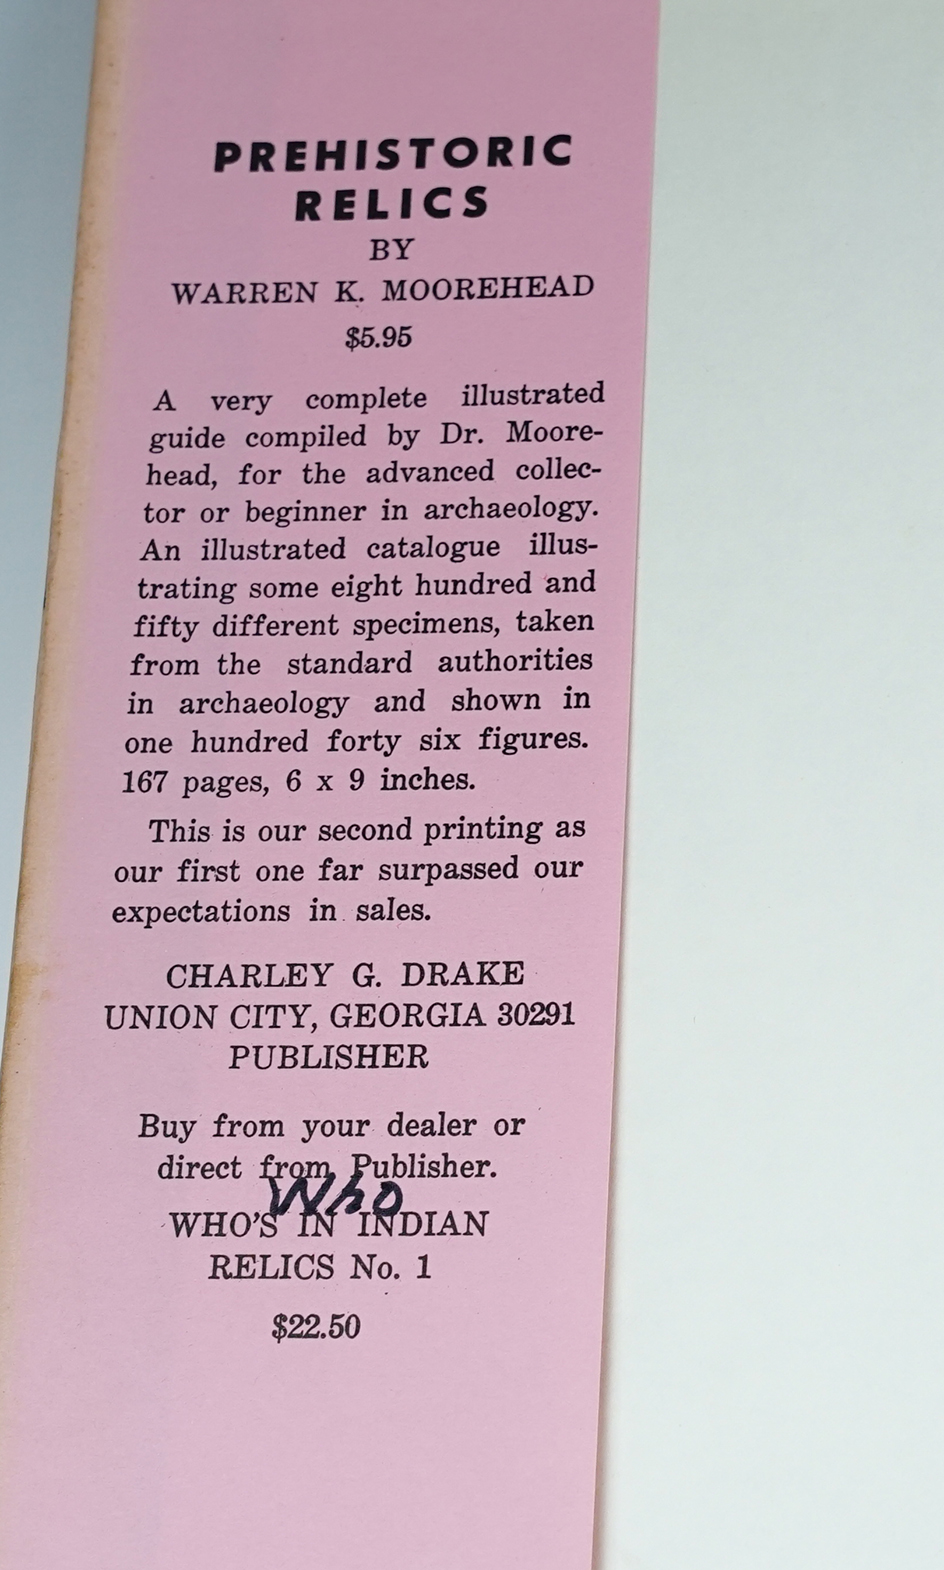 PREHISTORIC
RELICS
BY
WARREN K. MOOREHEAD
$5.95
A very complete illustrated
guide compiled by Dr. Moore-
head, for the advanced collec-
tor or beginner in archaeology.
An illustrated catalogue illus-
trating some eight hundred and
fifty different specimens, taken
from the standard authorities
in archaeology and shown in
one hundred forty six figures.
167 pages, 6 x 9 inches.
This is our second printing as
our first one far surpassed our
expectations in sales.
CHARLEY G. DRAKE
UNION CITY, GEORGIA 30291
PUBLISHER
Buy from your dealer or
direct from Publisher.
Who
WHO'S IN INDIAN
RELICS No. 1
$22.50